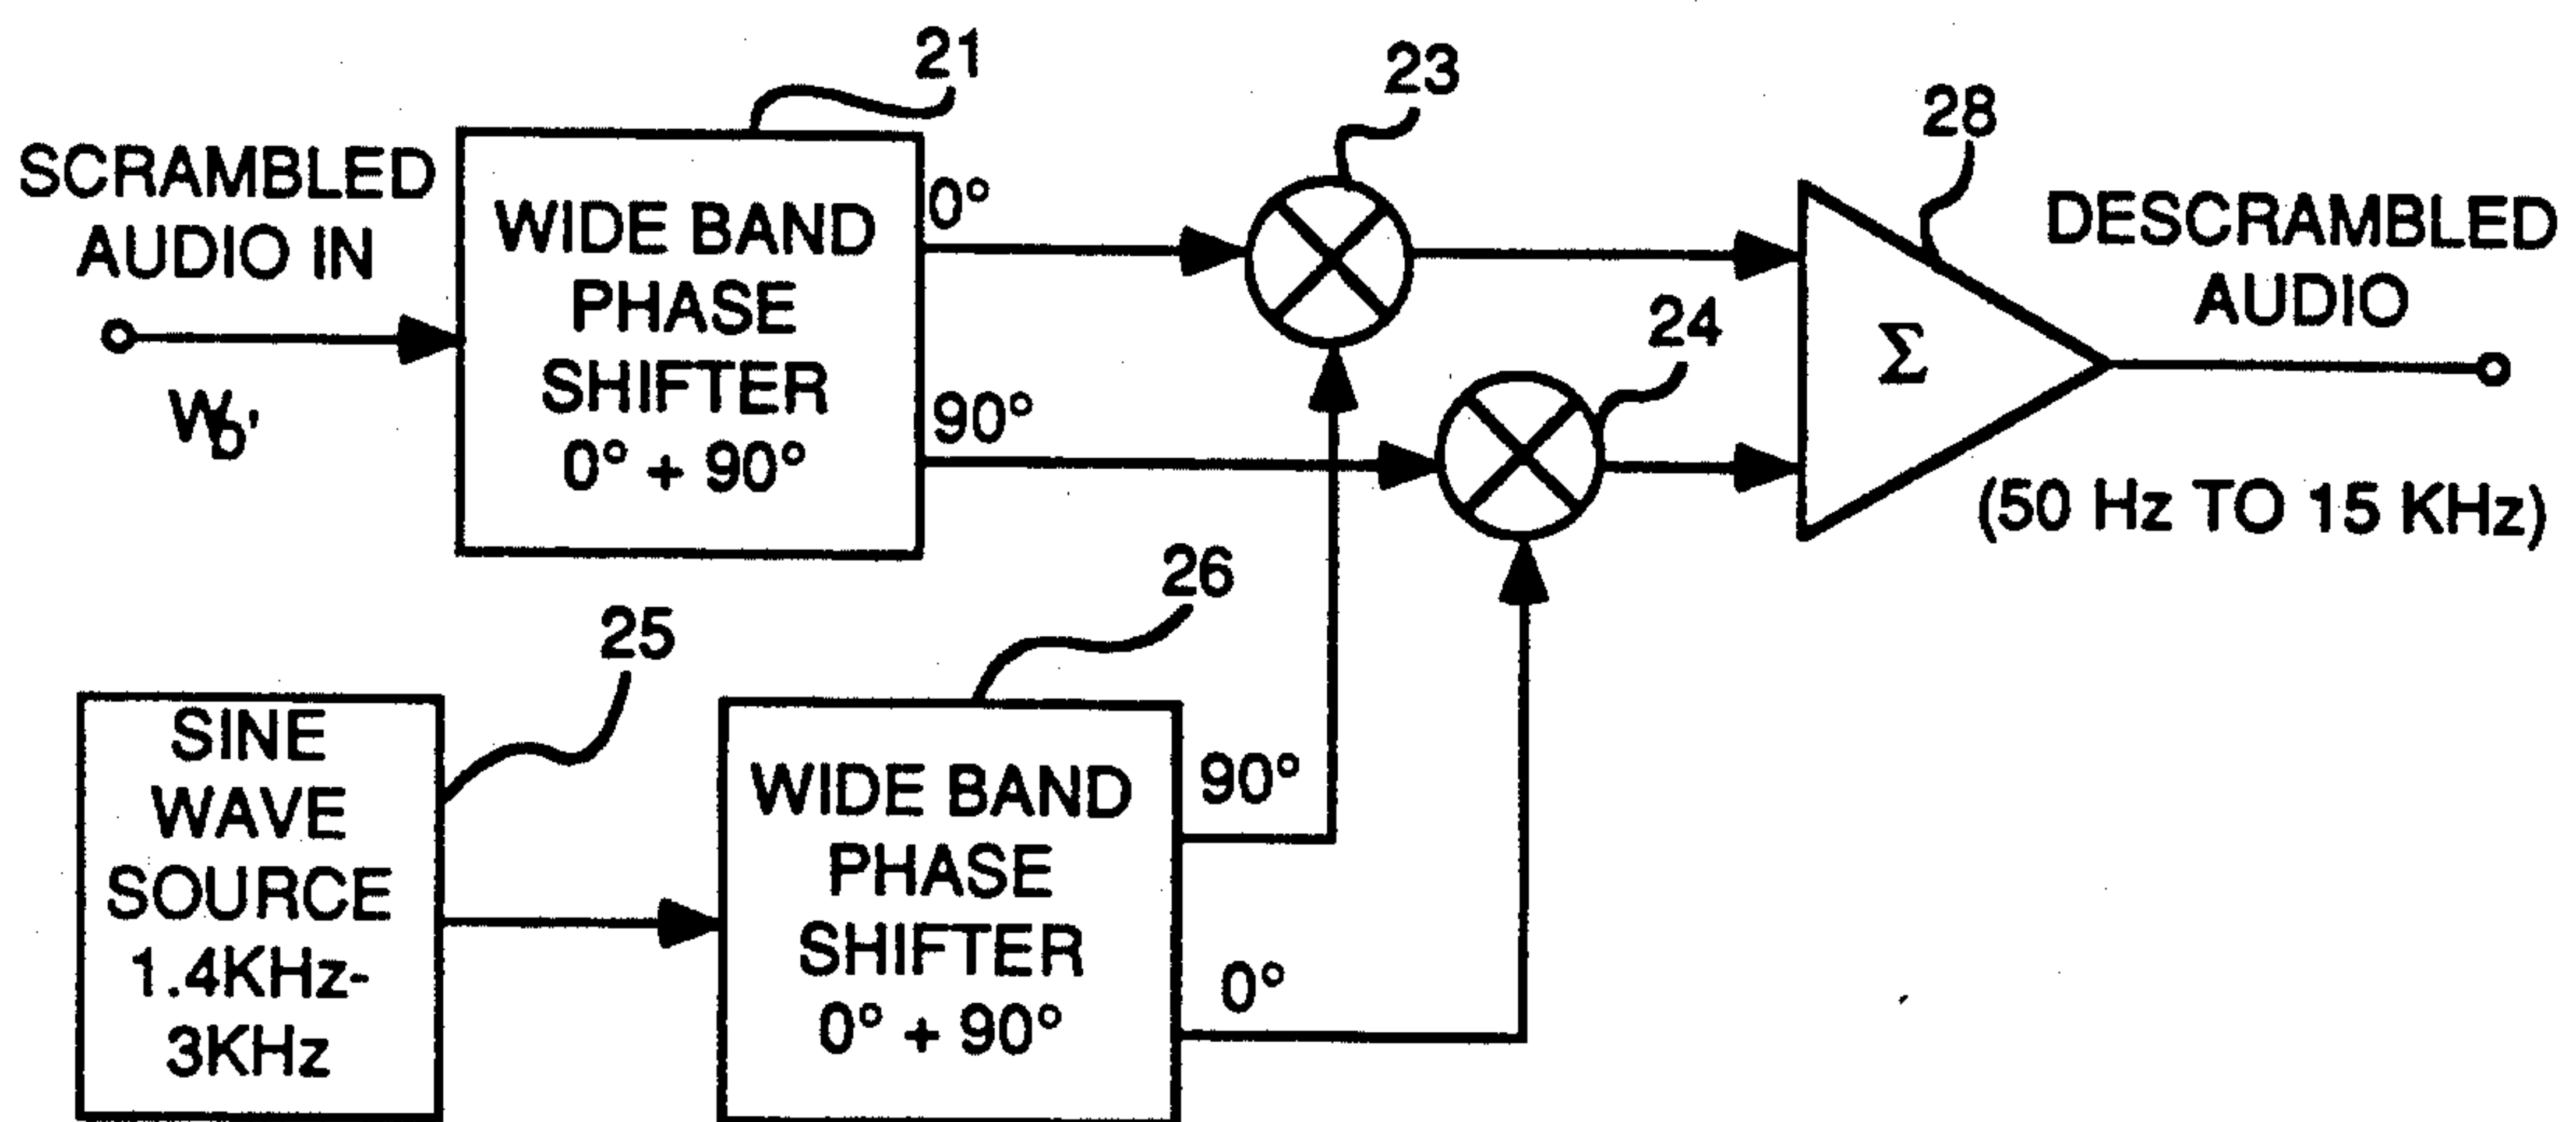 21
23
28
SCRAMBLED
AUDIO IN
WIDE BAND
PHASE
SHIFTER
0° + 90°
0°
90°
24
Σ
DESCRAMBLED
AUDIO
(50 Hz TO 15 KHz)
Wb'
25
26
SINE
WAVE
SOURCE
1.4KHz-
3KHz
WIDE BAND
PHASE
SHIFTER
0° + 90°
90°
0°